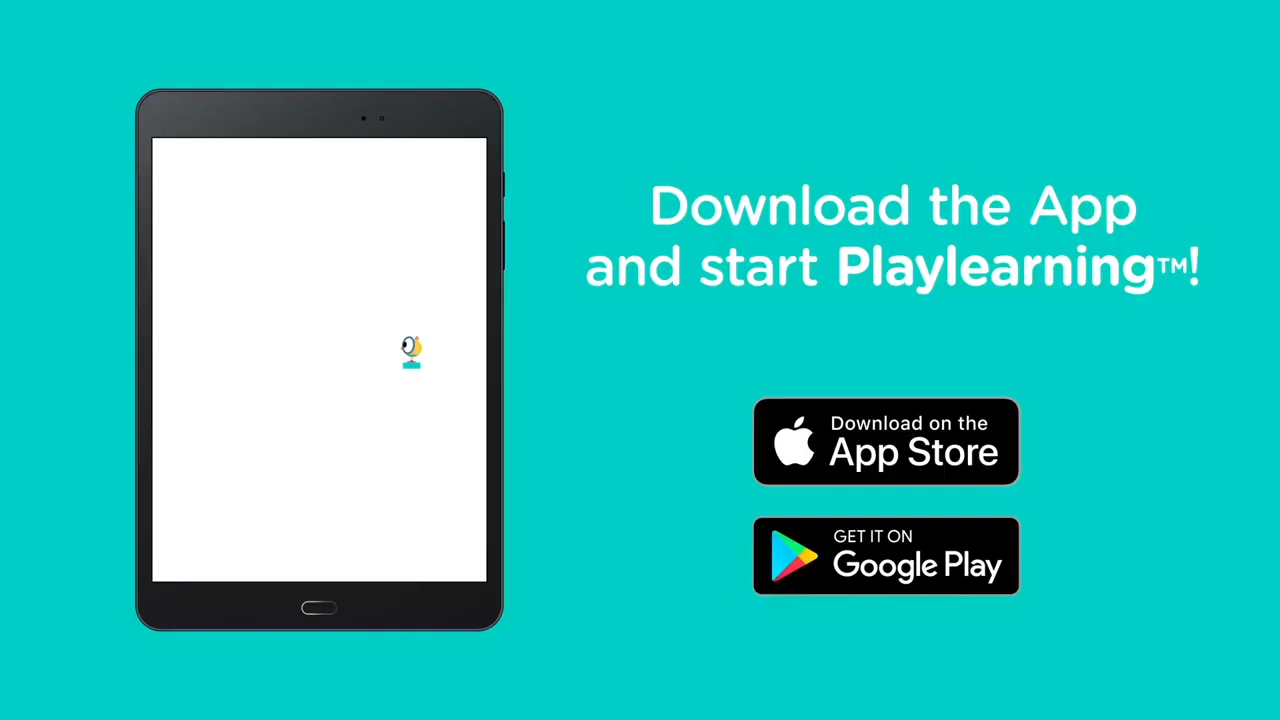 Download the App
and start Playlearning™!
Download on the
App Store
GET IT ON
Google Play